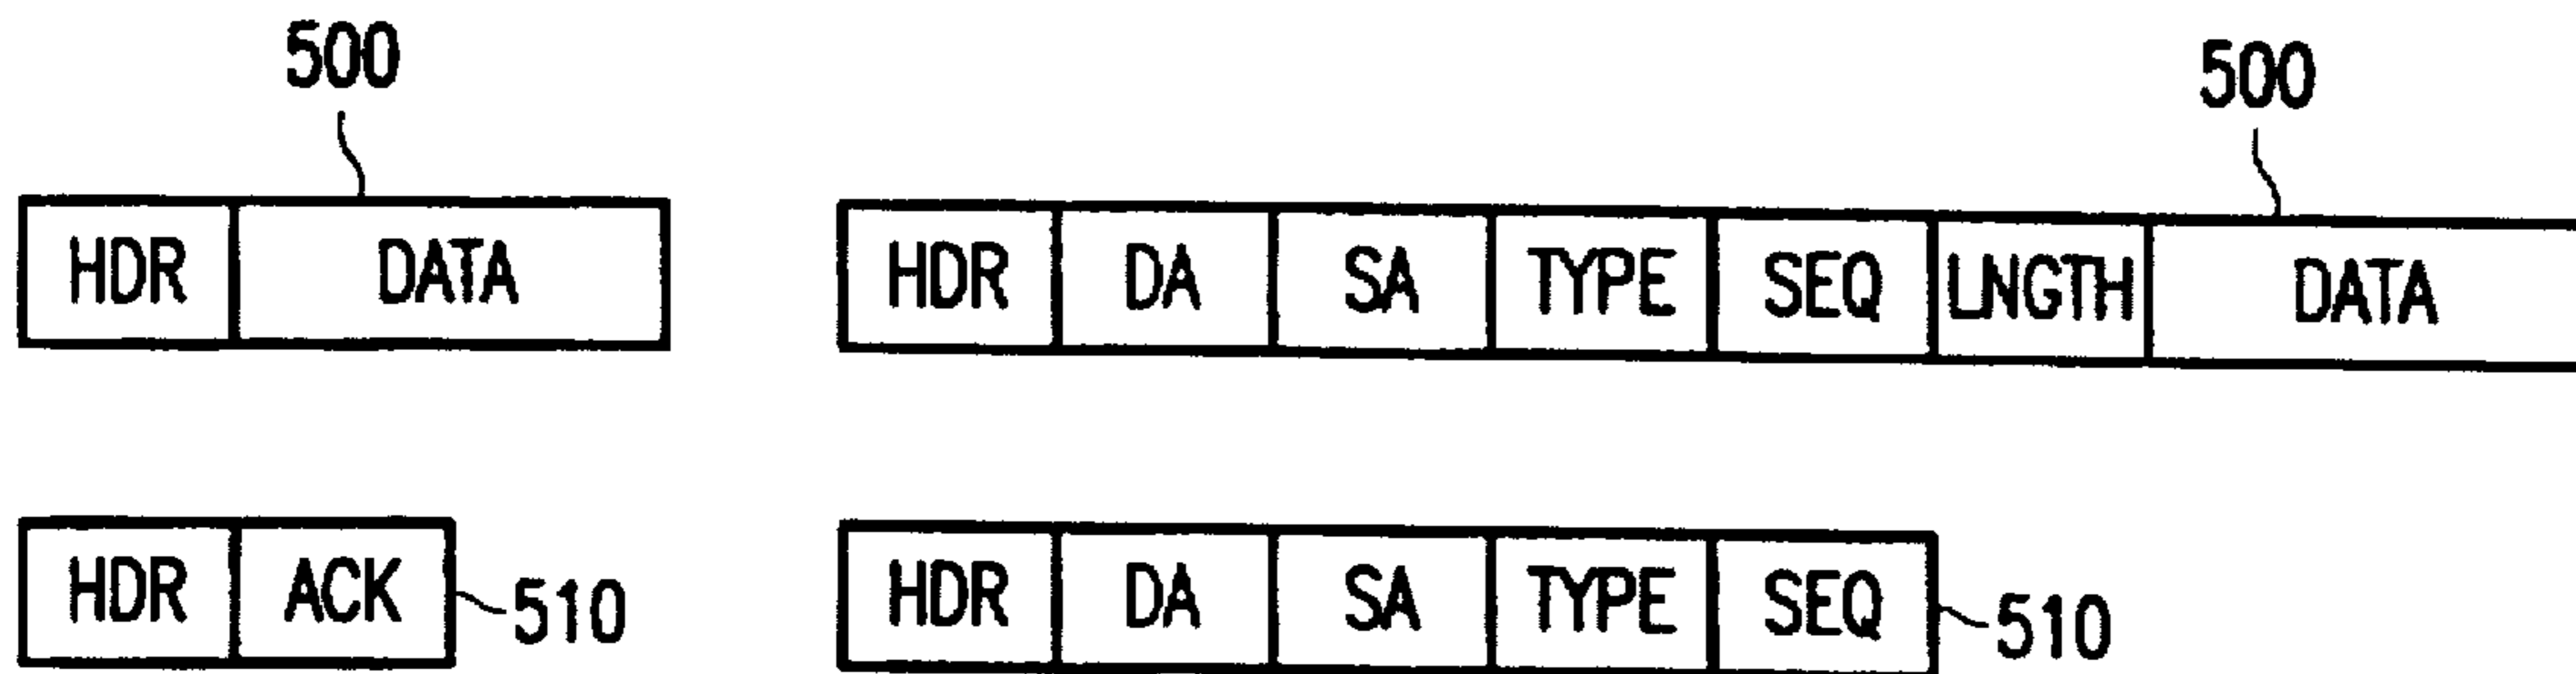 500 500
HDR DATA HDR DA SA TYPE SEQ LNGTH DATA
HDR ACK 510 HDR DA SA TYPE SEQ 510